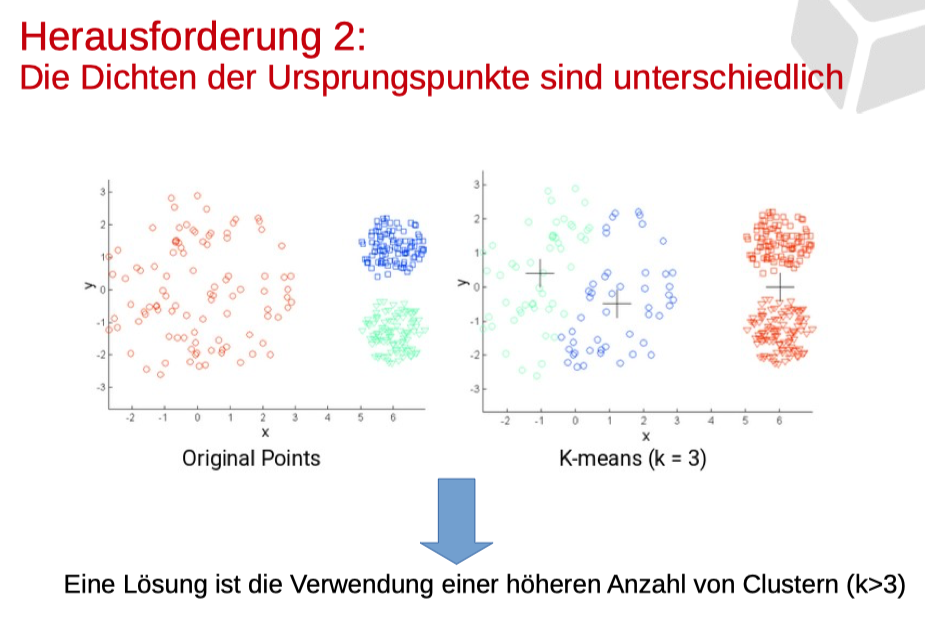 Herausforderung 2:
Die Dichten der Ursprungspunkte sind unterschiedlich
3
2
1
0
-1
-2
-3
y
-2 -1 0 1 2 3 4 5 6
x
Original Points
3
2
1
0
-1
-2
-3
y
-2 -1 0 1 2 3 4 5 6
x
K-means (k = 3)
Eine Lösung ist die Verwendung einer höheren Anzahl von Clustern (k>3)